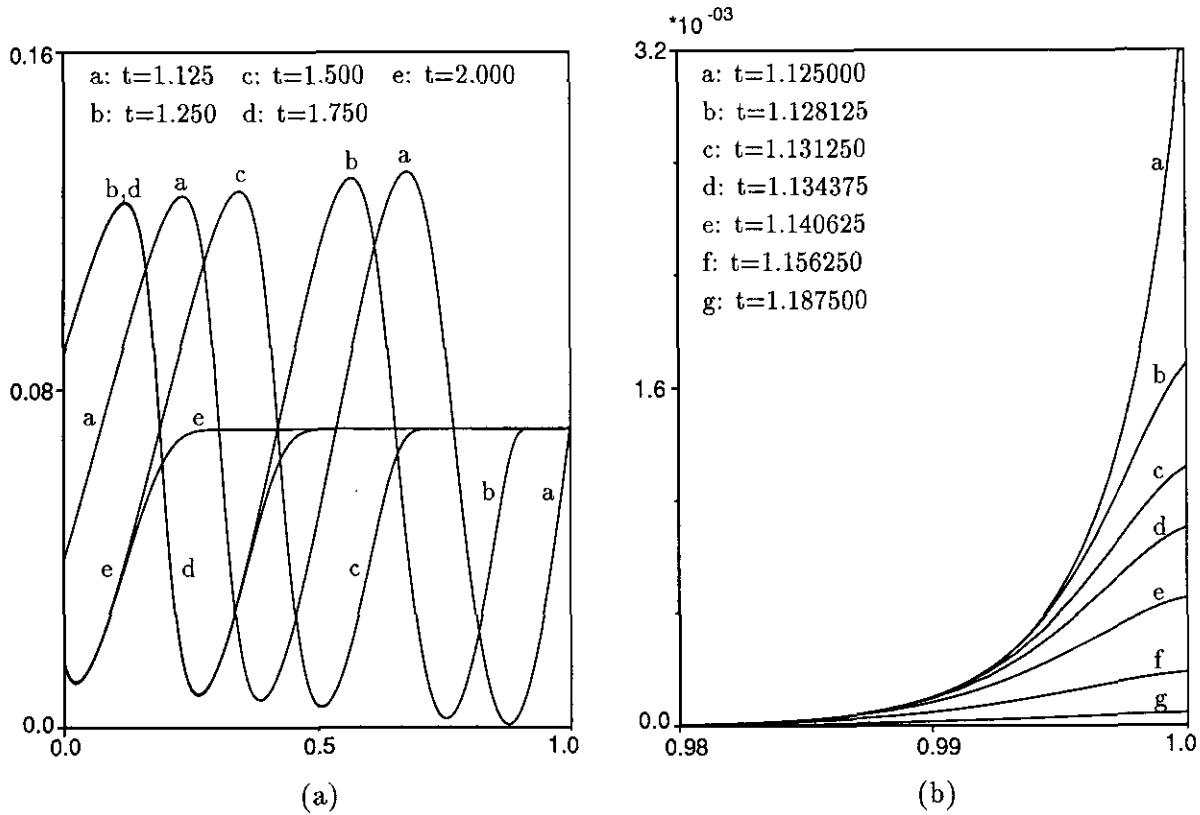 0.16
a: t=1.125 c: t=1.500 e: t=2.000
b: t=1.250 d: t=1.750
b,d
a
c
b
a
0.08
a
e
b
a
e
d
c
0.0
0.0
0.5
1.0
(a)
*10 -03
3.2
a: t=1.125000
b: t=1.128125
c: t=1.131250
d: t=1.134375
e: t=1.140625
f: t=1.156250
g: t=1.187500
a
1.6
b
c
d
e
f
g
0.0
0.98
0.99
1.0
(b)